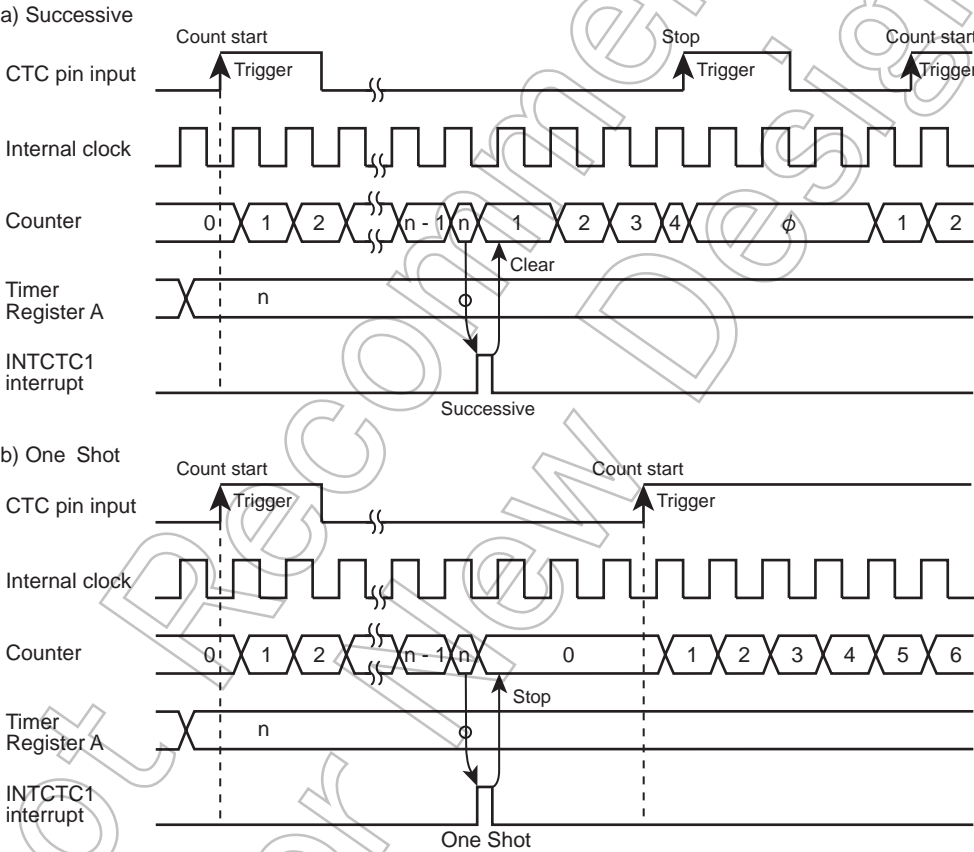 a) Successive
Count start
Stop
Count start
CTC pin input
Trigger
Trigger
Trigger
Internal clock
Counter
0 1 2 n - 1 n 1 2 3 4 ϕ 1 2
Clear
Timer
Register A
n
INTCTC1
interrupt
Successive
b) One Shot
Count start
Count start
CTC pin input
Trigger
Trigger
Internal clock
Counter
0 1 2 n - 1 n 0 1 2 3 4 5 6
Stop
Timer
Register A
n
INTCTC1
interrupt
One Shot